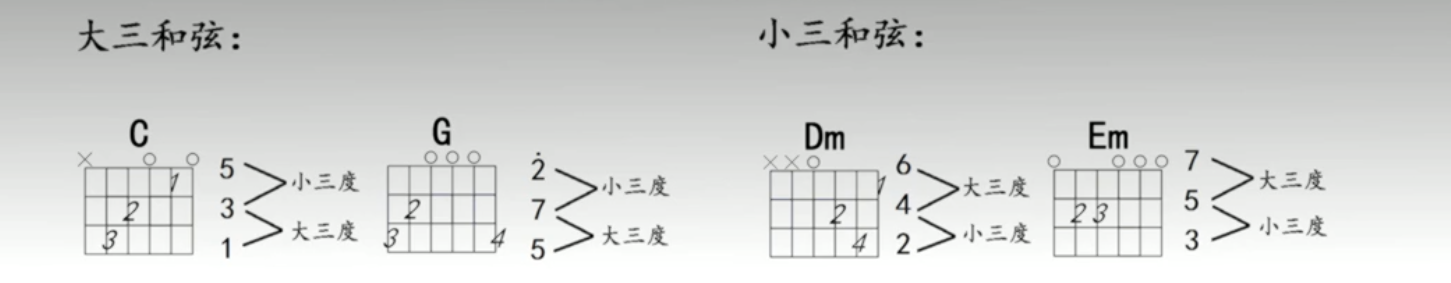 大三和弦: 小三和弦:
C G Dm Em
× ○ ○ ○ ○ ○ × × ○ ○ ○ ○ ○
1 2 3
5 小三度
3 大三度
1
2 3 4
2̇ 小三度
7 大三度
5
1 2 4
6 大三度
4 小三度
2
2 3
7 大三度
5 小三度
3